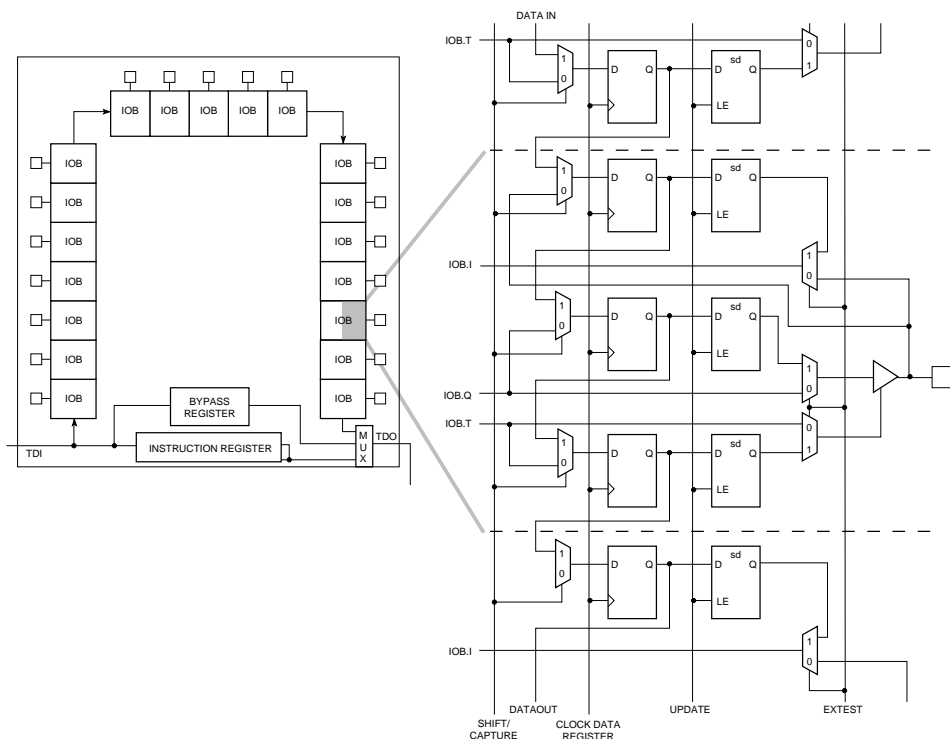 DATA IN
IOB.T
1
0
D Q
sd
D Q
LE
0
1
IOB IOB IOB IOB IOB
IOB
IOB
IOB
IOB
IOB
IOB
IOB
IOB
IOB
IOB
IOB
IOB
IOB
IOB
BYPASS
REGISTER
INSTRUCTION REGISTER
TDI
M
U
X
TDO
1
0
D Q
sd
D Q
LE
IOB.I
1
0
1
0
D Q
sd
D Q
LE
1
0
IOB.Q
IOB.T
0
1
1
0
D Q
sd
D Q
LE
1
0
D Q
sd
D Q
LE
IOB.I
1
0
SHIFT/
CAPTURE
DATAOUT
CLOCK DATA
REGISTER
UPDATE
EXTEST